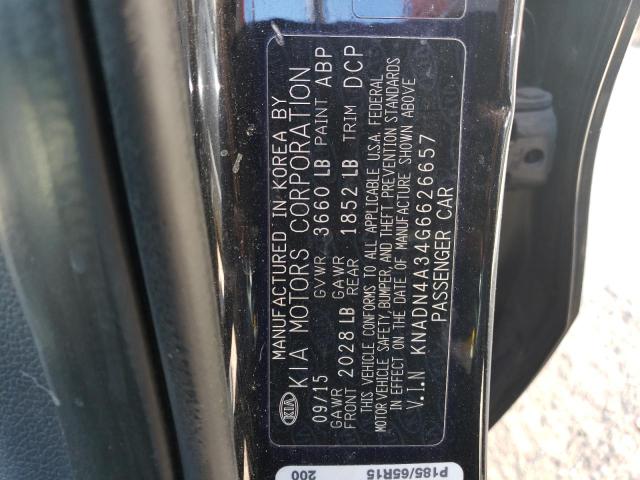 MANUFACTURED IN KOREA BY
KIA KIA MOTORS CORPORATION
09/15 GVWR 3660 LB PAINT ABP
GAWR FRONT 2028 LB GAWR REAR 1852 LB TRIM DCP
THIS VEHICLE CONFORMS TO ALL APPLICABLE U.S.A. FEDERAL
MOTOR VEHICLE SAFETY, BUMPER, AND THEFT PREVENTION STANDARDS
IN EFFECT ON THE DATE OF MANUFACTURE SHOWN ABOVE
V.I.N KNADN4A34G6626657
PASSENGER CAR
P185/65R15
200